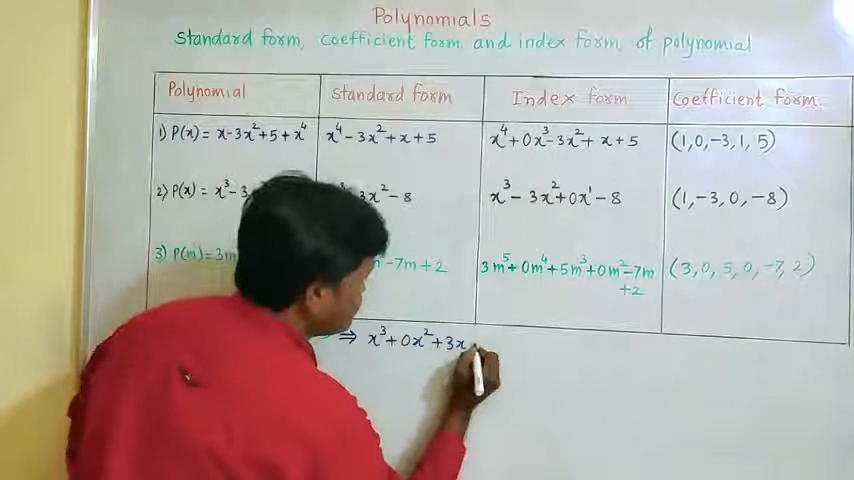 Polynomials
Standard form, coefficient form and index form of polynomial
Polynomial Standard form Index form Coefficient form
1) P(x) = x-3x²+5+x⁴ x⁴-3x²+x+5 x⁴+0x³-3x²+x+5 (1,0,-3,1,5)
2) P(x) = x³-3 3x²-8 x³-3x²+0x¹-8 (1,-3,0,-8)
3) P(m)=3m -7m+2 3m⁵+0m⁴+5m³+0m²-7m (3,0,5,0,-7,2)
+2
⇒ x³+0x²+3x